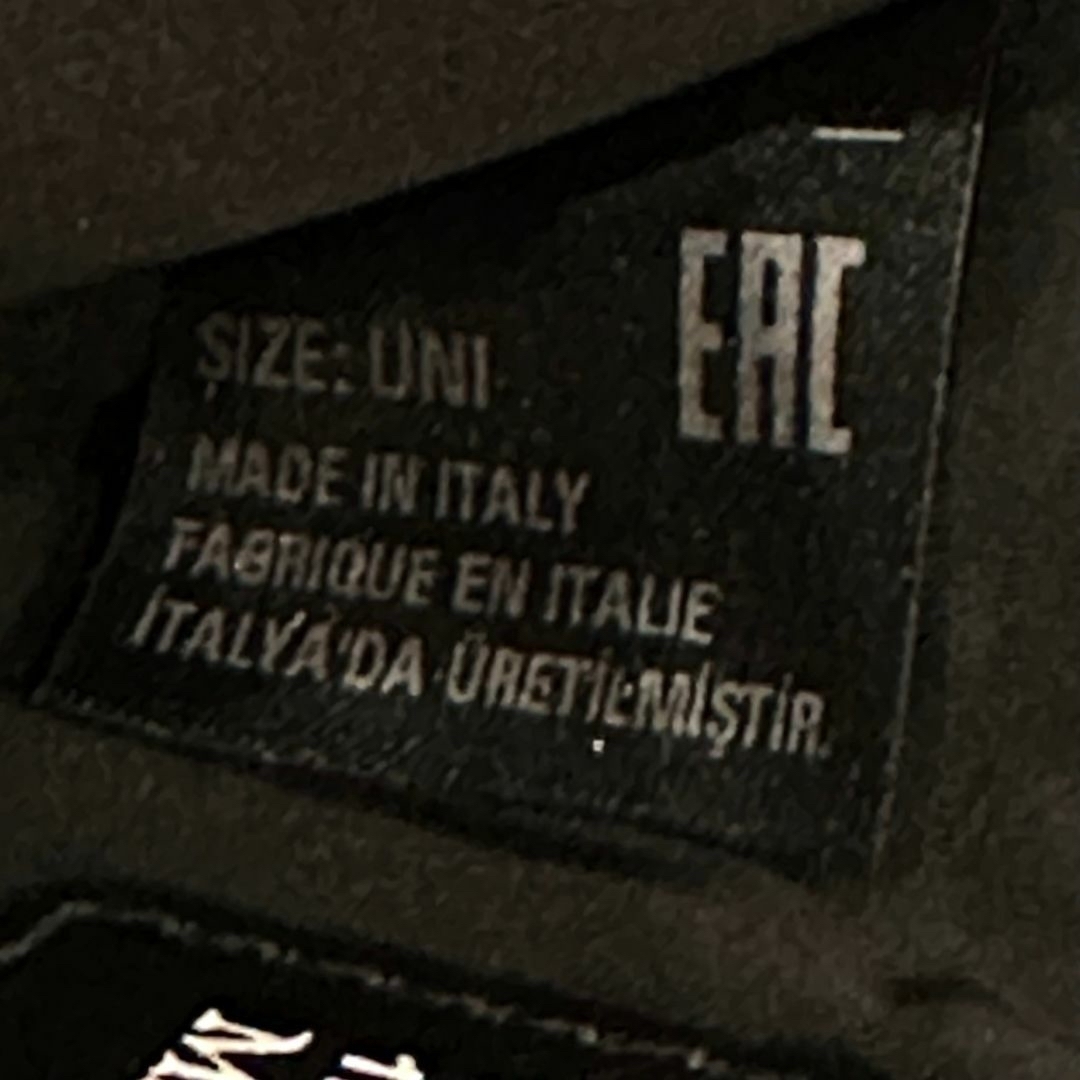 EAC
SIZE: UNI
MADE IN ITALY
FABRIQUE EN ITALIE
İTALYA'DA ÜRETİLMİŞTİR.